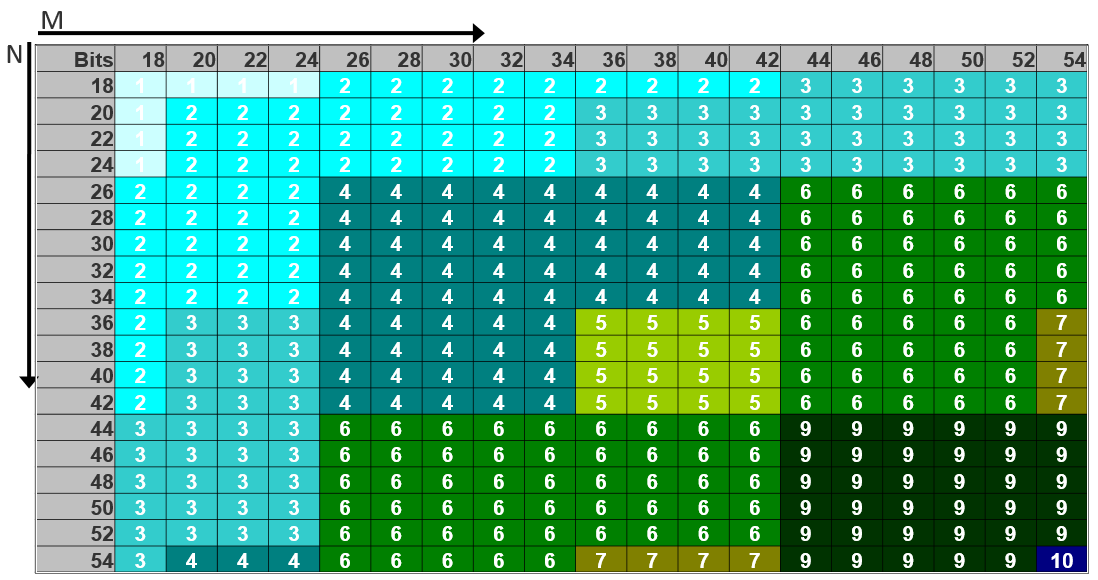 M
N
Bits 18 20 22 24 26 28 30 32 34 36 38 40 42 44 46 48 50 52 54
18 1 1 1 1 2 2 2 2 2 2 2 2 2 3 3 3 3 3 3
20 1 2 2 2 2 2 2 2 2 3 3 3 3 3 3 3 3 3 3
22 1 2 2 2 2 2 2 2 2 3 3 3 3 3 3 3 3 3 3
24 1 2 2 2 2 2 2 2 2 3 3 3 3 3 3 3 3 3 3
26 2 2 2 2 4 4 4 4 4 4 4 4 4 6 6 6 6 6 6
28 2 2 2 2 4 4 4 4 4 4 4 4 4 6 6 6 6 6 6
30 2 2 2 2 4 4 4 4 4 4 4 4 4 6 6 6 6 6 6
32 2 2 2 2 4 4 4 4 4 4 4 4 4 6 6 6 6 6 6
34 2 2 2 2 4 4 4 4 4 4 4 4 4 6 6 6 6 6 6
36 2 3 3 3 4 4 4 4 4 5 5 5 5 6 6 6 6 6 7
38 2 3 3 3 4 4 4 4 4 5 5 5 5 6 6 6 6 6 7
40 2 3 3 3 4 4 4 4 4 5 5 5 5 6 6 6 6 6 7
42 2 3 3 3 4 4 4 4 4 5 5 5 5 6 6 6 6 6 7
44 3 3 3 3 6 6 6 6 6 6 6 6 6 9 9 9 9 9 9
46 3 3 3 3 6 6 6 6 6 6 6 6 6 9 9 9 9 9 9
48 3 3 3 3 6 6 6 6 6 6 6 6 6 9 9 9 9 9 9
50 3 3 3 3 6 6 6 6 6 6 6 6 6 9 9 9 9 9 9
52 3 3 3 3 6 6 6 6 6 6 6 6 6 9 9 9 9 9 9
54 3 4 4 4 6 6 6 6 6 7 7 7 7 9 9 9 9 9 10